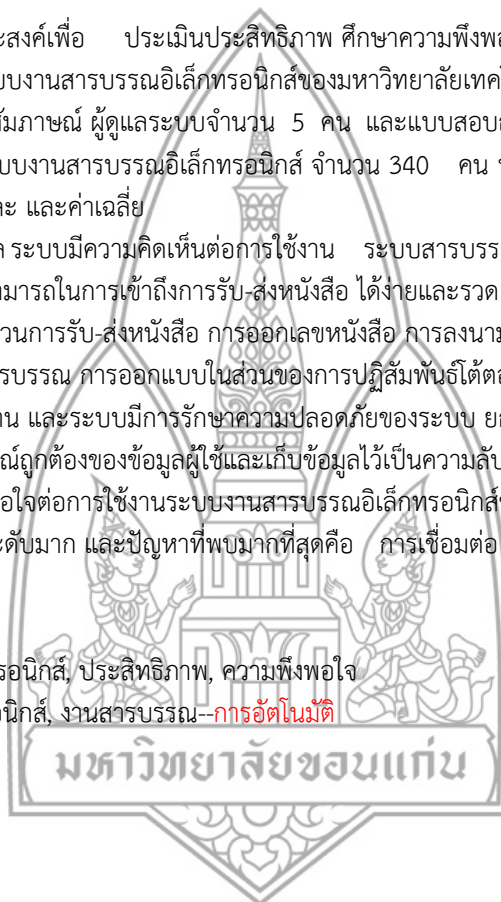 ะสงค์เพื่อ ประเมินประสิทธิภาพ ศึกษาความพึงพอ
บบงานสารบรรณอิเล็กทรอนิกส์ของมหาวิทยาลัยเทคโ
สัมภาษณ์ ผู้ดูแลระบบจำนวน 5 คน และแบบสอบถ
บบงานสารบรรณอิเล็กทรอนิกส์ จำนวน 340 คน
ละ และค่าเฉลี่ย
ล ระบบมีความคิดเห็นต่อการใช้งาน ระบบสารบรร
ามารถในการเข้าถึงการรับ-ส่งหนังสือ ได้ง่ายและรวด
วนการรับ-ส่งหนังสือ การออกเลขหนังสือ การลงนา
รบรรณ การออกแบบในส่วนของการปฏิสัมพันธ์โต้ต
าน และระบบมีการรักษาความปลอดภัยของระบบ ย
ณ์ถูกต้องของข้อมูลผู้ใช้และเก็บข้อมูลไว้เป็นความลับ
อใจต่อการใช้งานระบบงานสารบรรณอิเล็กทรอนิกส์
ะดับมาก และปัญหาที่พบมากที่สุดคือ การเชื่อมต่อ
รอนิกส์, ประสิทธิภาพ, ความพึงพอใจ
นิกส์, งานสารบรรณ--การอัตโนมัติ
มหาวิทยาลัยขอนแก่น